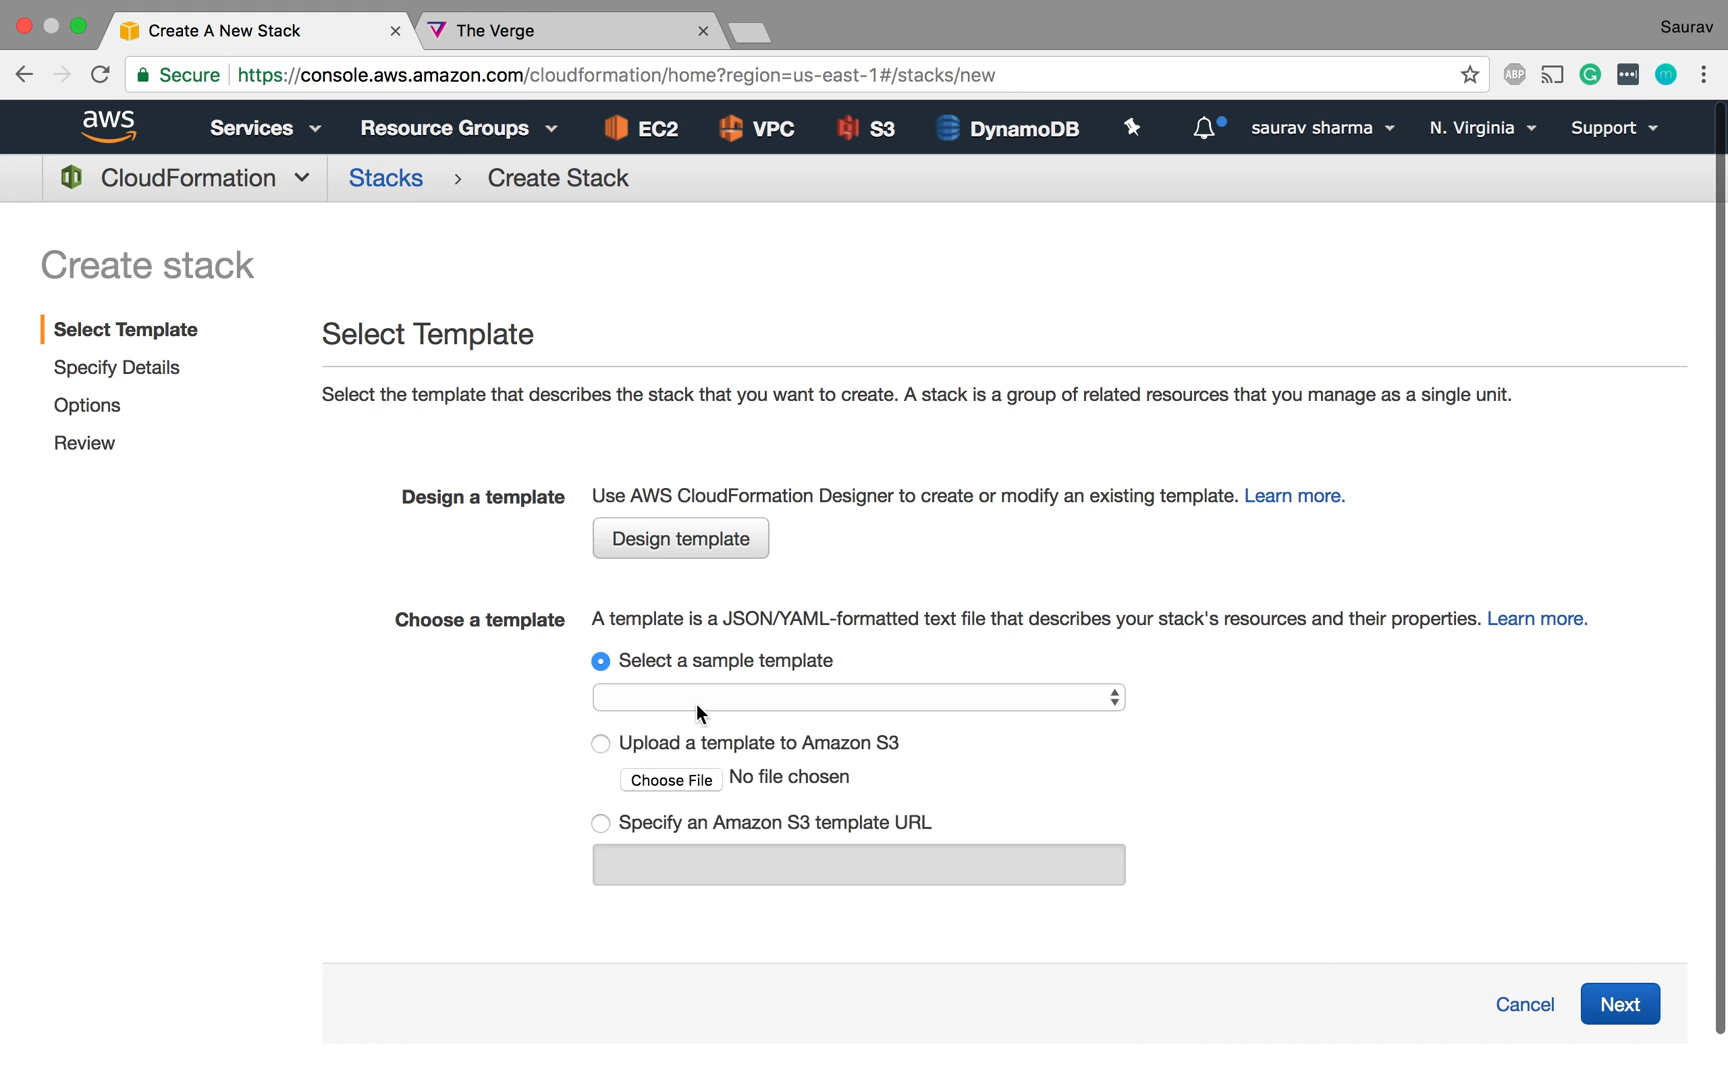 Create A New Stack
The Verge
Saurav
Secure
https://console.aws.amazon.com/cloudformation/home?region=us-east-1#/stacks/new
ABP
m
aws
Services
Resource Groups
EC2
VPC
S3
DynamoDB
saurav sharma
N. Virginia
Support
CloudFormation
Stacks
Create Stack
Create stack
Select Template
Specify Details
Options
Review
Select Template
Select the template that describes the stack that you want to create. A stack is a group of related resources that you manage as a single unit.
Design a template
Use AWS CloudFormation Designer to create or modify an existing template. Learn more.
Design template
Choose a template
A template is a JSON/YAML-formatted text file that describes your stack's resources and their properties. Learn more.
Select a sample template
Upload a template to Amazon S3
Choose File No file chosen
Specify an Amazon S3 template URL
Cancel
Next